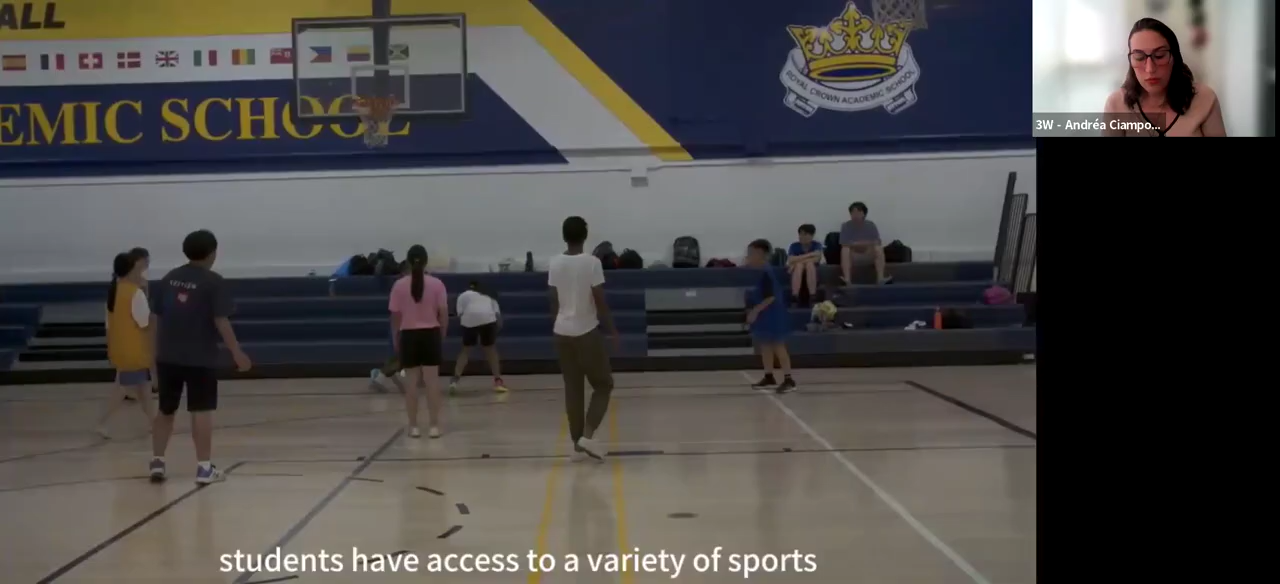 ALL
EMIC SCHOOL
ROYAL CROWN ACADEMIC SCHOOL
3W - Andréa Ciampo...
students have access to a variety of sports